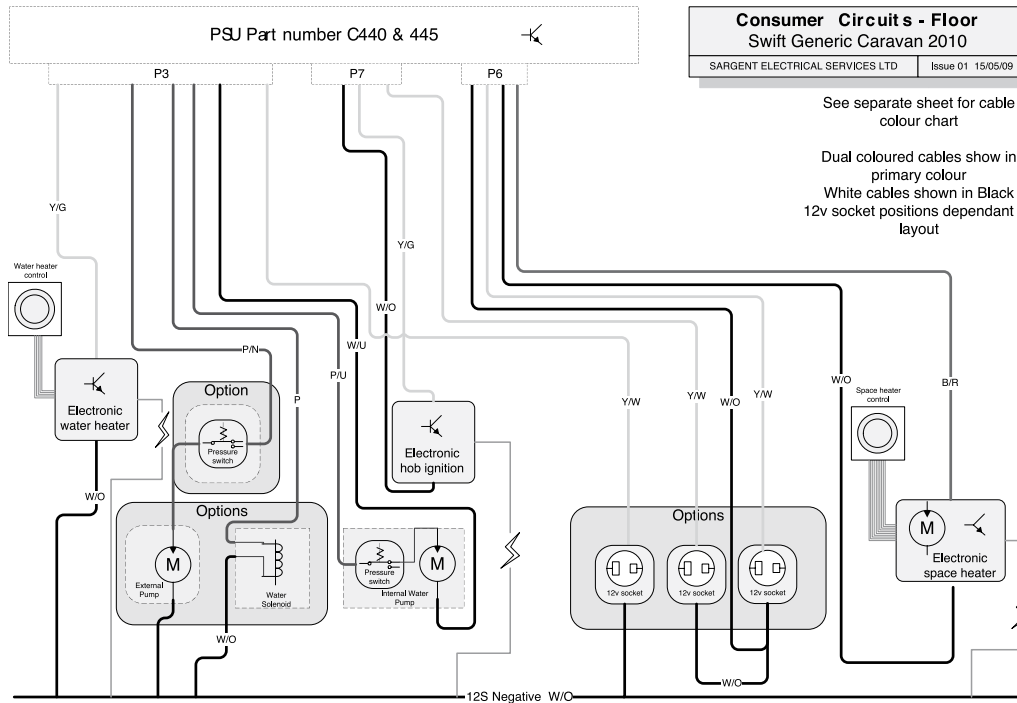 PSU Part number C440 & 445
P3
P7
P6
Consumer Circuits - Floor
Swift Generic Caravan 2010
SARGENT ELECTRICAL SERVICES LTD
Issue 01 15/05/09
See separate sheet for cable
colour chart
Dual coloured cables show in
primary colour
White cables shown in Black
12v socket positions dependant
layout
Y/G
Y/G
Water heater
control
W/O
W/U
P/N
P/U
P
Option
Pressure
switch
Electronic
water heater
Electronic
hob ignition
Y/W
Y/W
W/O
Y/W
W/O
B/R
Space heater
control
W/O
Options
M
External
Pump
Water
Solenoid
W/O
Pressure
switch
M
Internal Water
Pump
Options
12v socket
12v socket
12v socket
W/O
M
Electronic
space heater
12S Negative W/O